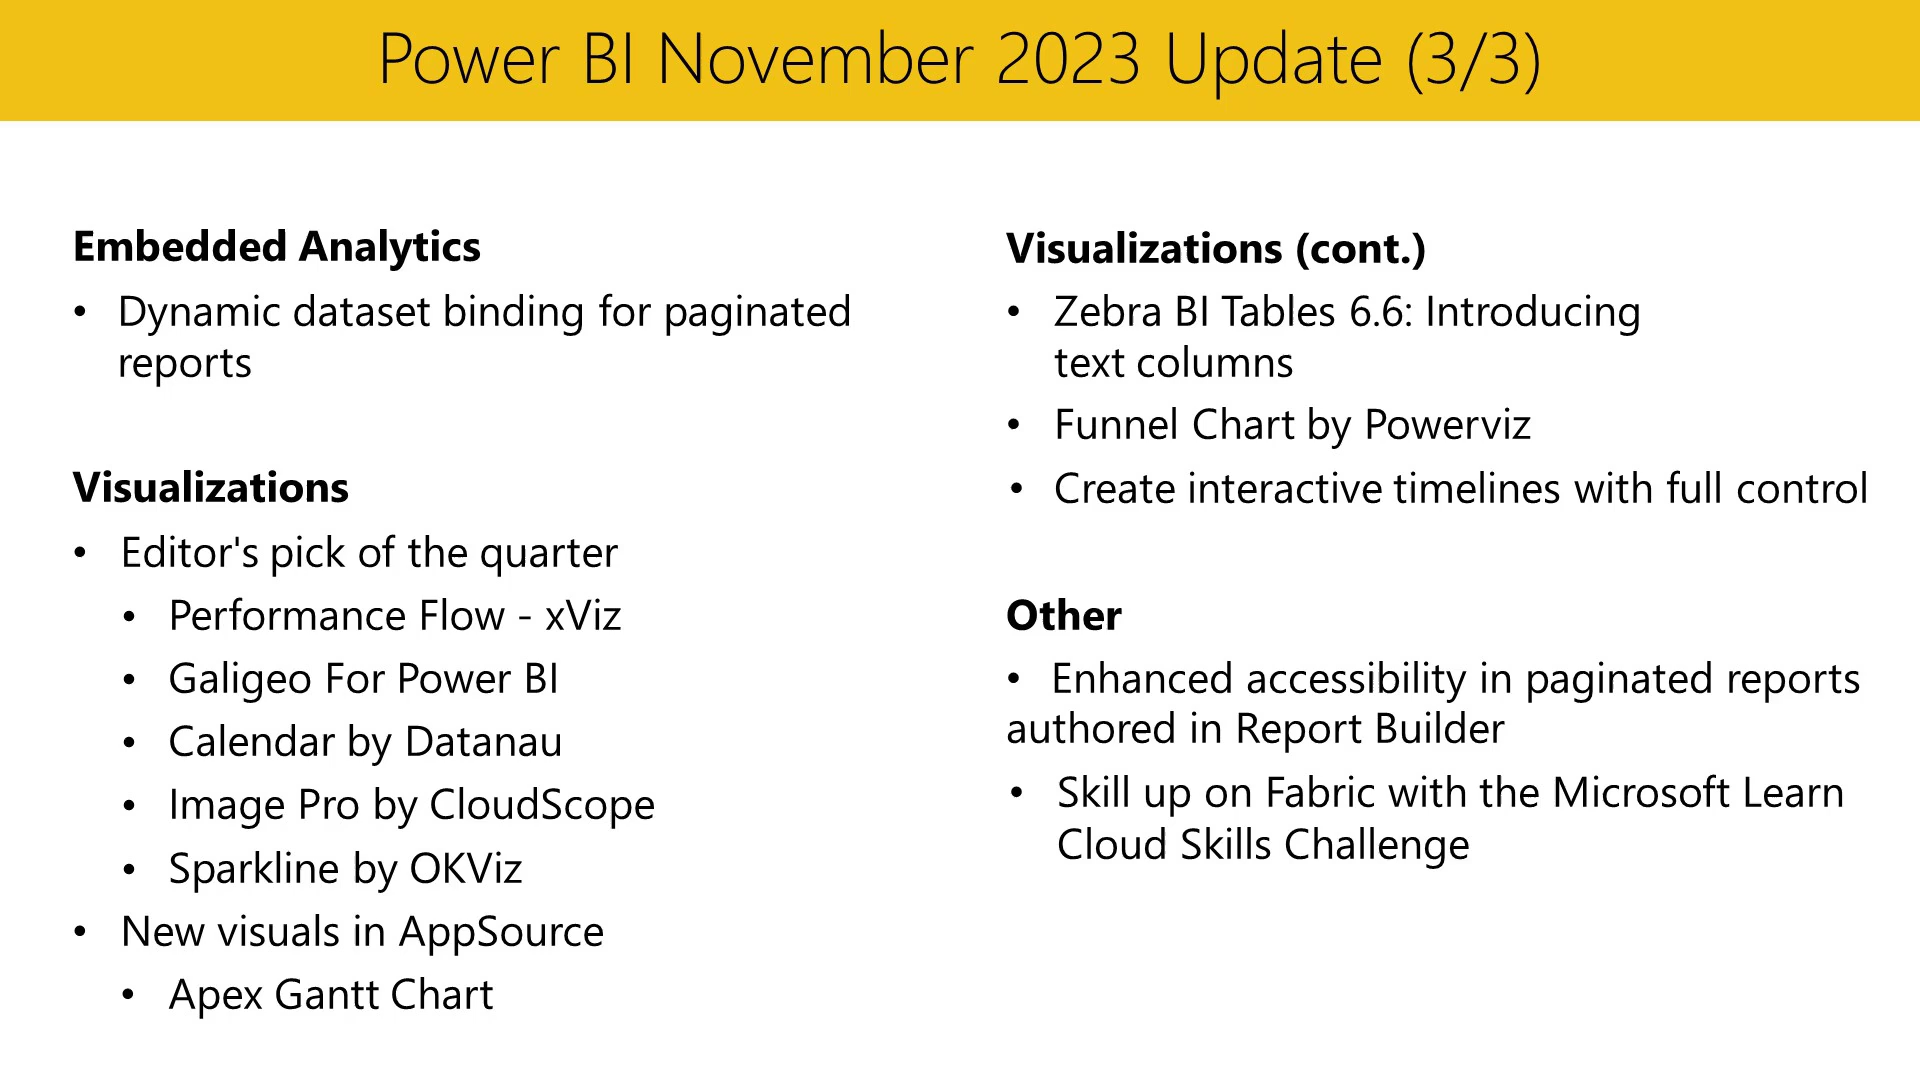 Power BI November 2023 Update (3/3)
Embedded Analytics
• Dynamic dataset binding for paginated
reports
Visualizations
• Editor's pick of the quarter
• Performance Flow - xViz
• Galigeo For Power BI
• Calendar by Datanau
• Image Pro by CloudScope
• Sparkline by OKViz
• New visuals in AppSource
• Apex Gantt Chart
Visualizations (cont.)
• Zebra BI Tables 6.6: Introducing
text columns
• Funnel Chart by Powerviz
• Create interactive timelines with full control
Other
• Enhanced accessibility in paginated reports
authored in Report Builder
• Skill up on Fabric with the Microsoft Learn
Cloud Skills Challenge